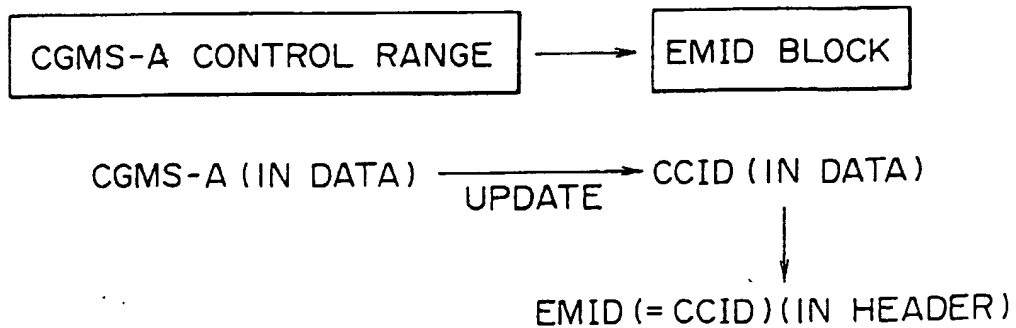 CGMS-A CONTROL RANGE
EMID BLOCK
CGMS-A (IN DATA)
UPDATE
CCID (IN DATA)
EMID (=CCID) (IN HEADER)